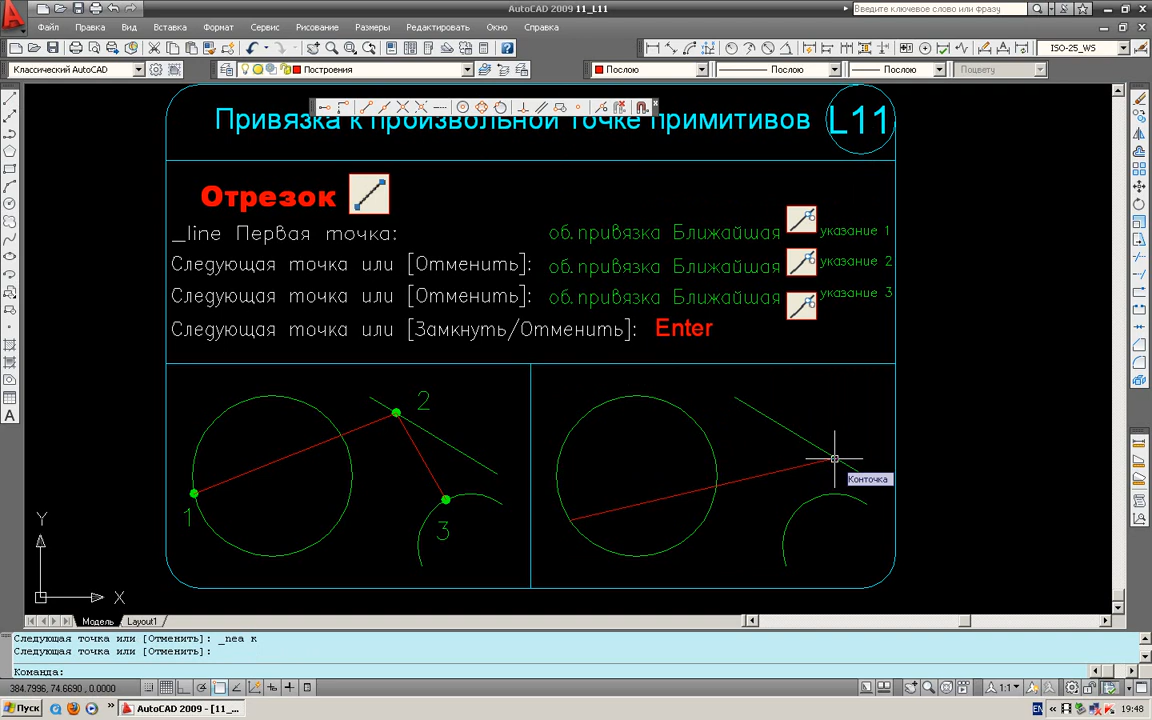 AutoCAD 2009 11_L11
Введите ключевое слово или фразу
Файл Правка Вид Вставка Формат Сервис Рисование Размеры Редактировать Окно Справка
ISO-25_WS
Классический AutoCAD
Построения
Послою
Послою
Послою
Поцвету
Привязка к произвольной точке примитивов
L11
Отрезок
_line Первая точка:
об.привязка Ближайшая указание 1
Следующая точка или [Отменить]:
об.привязка Ближайшая указание 2
Следующая точка или [Отменить]:
об.привязка Ближайшая указание 3
Следующая точка или [Замкнуть/Отменить]: Enter
2
1
3
Конточка
Y
X
A
Модель Layout1
Следующая точка или [Отменить]: _nea к
Следующая точка или [Отменить]:
Команда:
384.7996, 74.6690, 0.0000
1:1
Пуск
AutoCAD 2009 - [11_...
EN
19:48